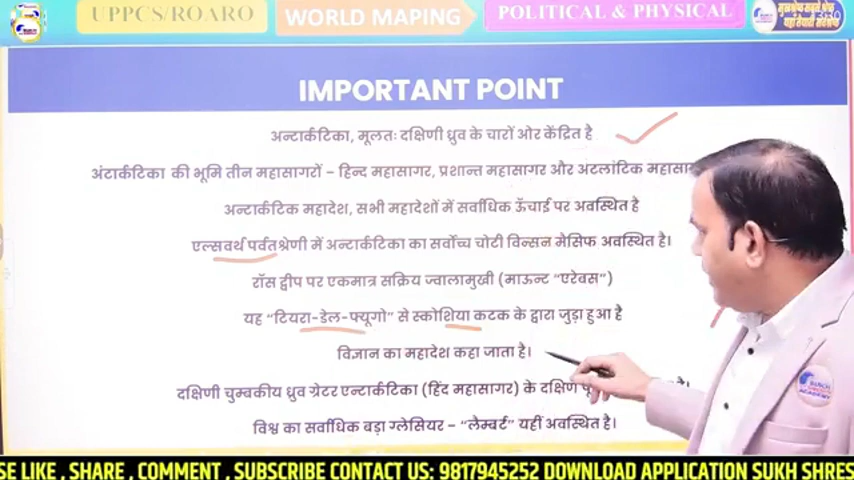 UPPCS/ROARO
WORLD MAPING
POLITICAL & PHYSICAL
IMPORTANT POINT
अन्टार्कटिका, मूलतः दक्षिणी ध्रुव के चारों ओर केंद्रित है
अंटार्कटिका की भूमि तीन महासागरों – हिन्द महासागर, प्रशान्त महासागर और अटलांटिक
अन्टार्कटिक महादेश, सभी महादेशों में सर्वाधिक ऊँचाई पर अवस्थित है
एल्सवर्थ पर्वतश्रेणी में अन्टार्कटिका का सर्वोच्च चोटी विन्सन मैसिफ अवस्थित है।
रॉस द्वीप पर एकमात्र सक्रिय ज्वालामुखी (माऊन्ट "एरेबस")
यह "टियरा-डेल-फ्यूगो" से स्कोशिया कटक के द्वारा जुड़ा हुआ है
विज्ञान का महादेश कहा जाता है।
दक्षिणी चुम्बकीय ध्रुव ग्रेटर एन्टार्कटिका (हिंद महासागर) के दक्षिण है।
विश्व का सर्वाधिक बड़ा ग्लेसियर – "लेम्बर्ट" यहीं अवस्थित है।
SUKH
ACADEMY
SE LIKE , SHARE , COMMENT , SUBSCRIBE CONTACT US: 9817945252 DOWNLOAD APPLICATION SUKH SHRES